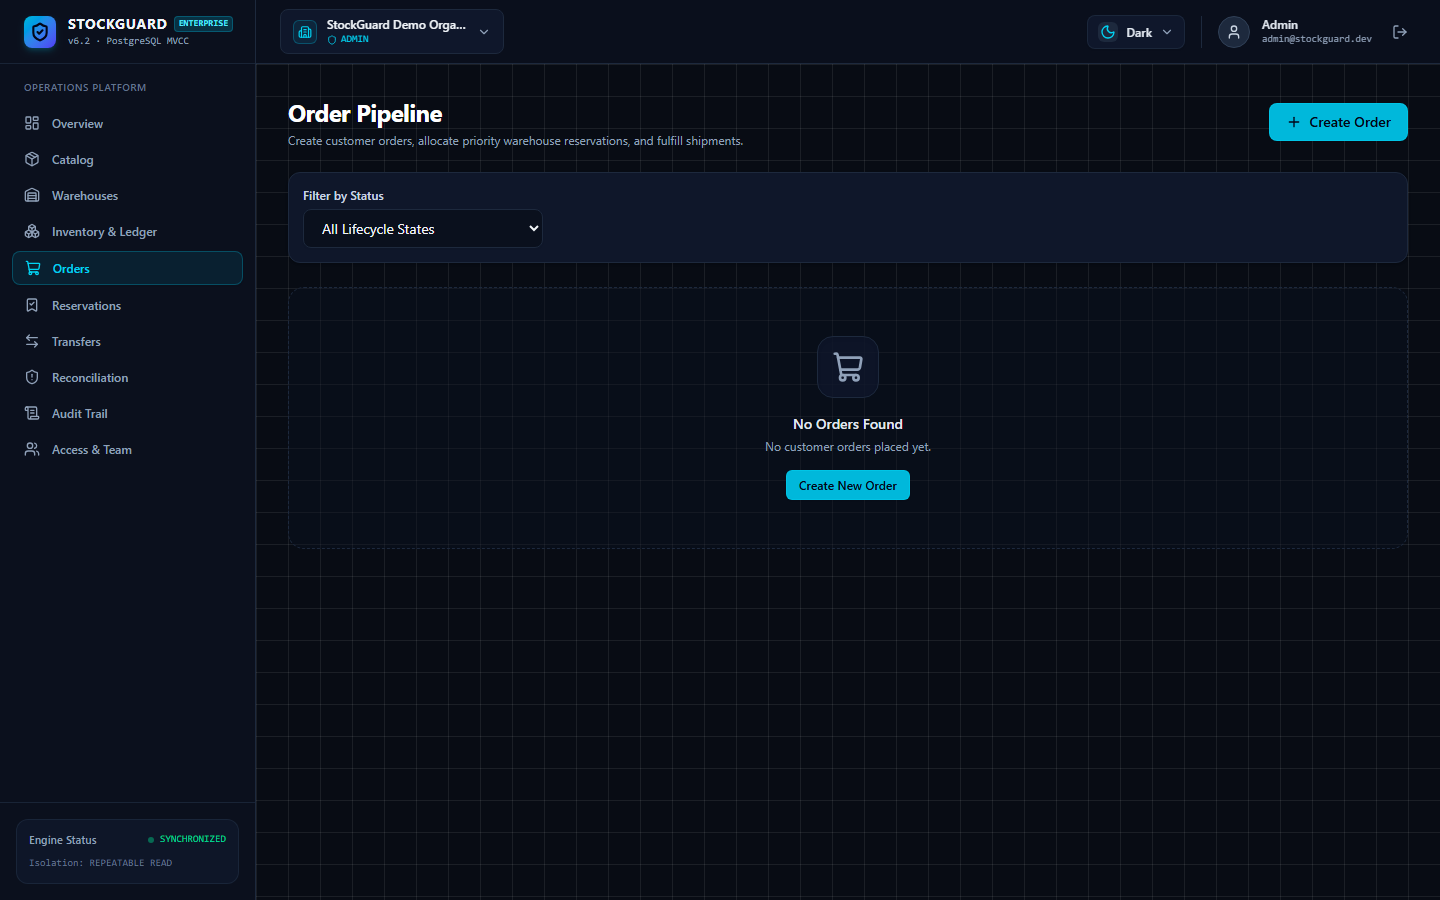 STOCKGUARD ENTERPRISE
v6.2 · PostgreSQL MVCC
StockGuard Demo Orga...
ADMIN
Dark
Admin
admin@stockguard.dev
OPERATIONS PLATFORM
Overview
Catalog
Warehouses
Inventory & Ledger
Orders
Reservations
Transfers
Reconciliation
Audit Trail
Access & Team
Engine Status
SYNCHRONIZED
Isolation: REPEATABLE READ
Order Pipeline
Create customer orders, allocate priority warehouse reservations, and fulfill shipments.
+ Create Order
Filter by Status
All Lifecycle States
No Orders Found
No customer orders placed yet.
Create New Order